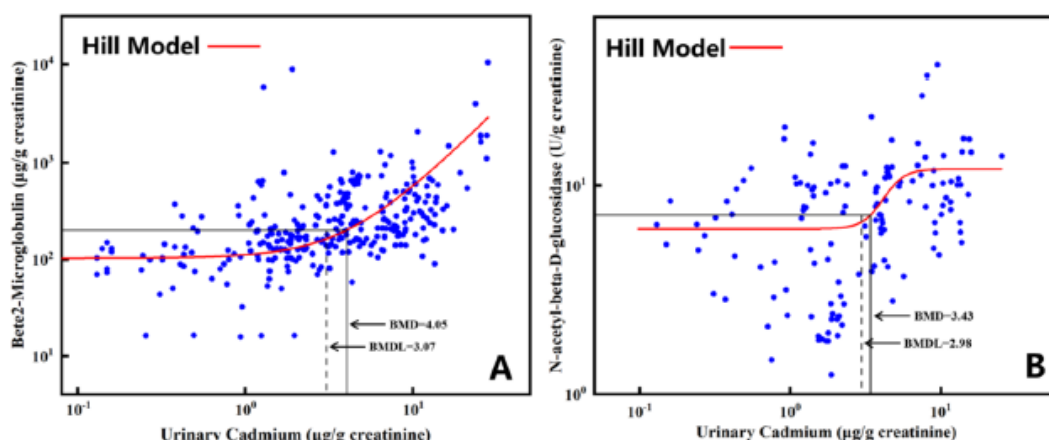 Hill Model
Bete2-Microglobulin (μg/g creatinine)
10⁴
10³
10²
10¹
BMD=4.05
BMDL=3.07
A
10⁻¹
10⁰
10¹
Urinary Cadmium (μg/g creatinine)
Hill Model
N-acetyl-beta-D-glucosidase (U/g creatinine)
10¹
10⁰
BMD=3.43
BMDL=2.98
B
10⁻¹
10⁰
10¹
Urinary Cadmium (μg/g creatinine)